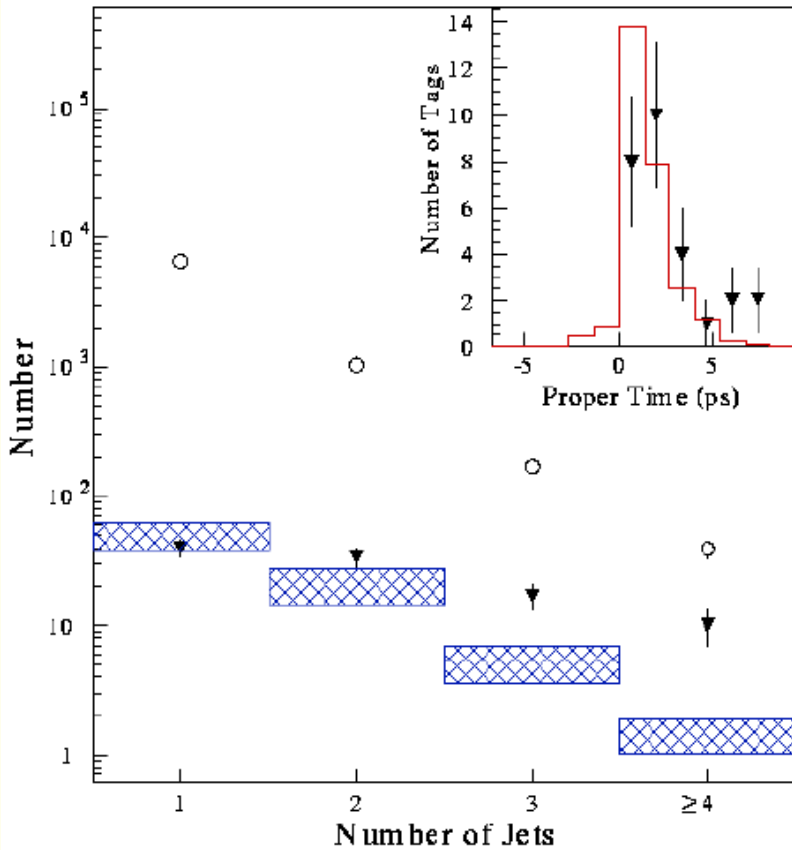 14
12
10
8
6
4
2
0
Number of Tags
-5 0 5
Proper Time (ps)
10^5
10^4
10^3
10^2
10
1
Number
1 2 3 ≥4
Number of Jets